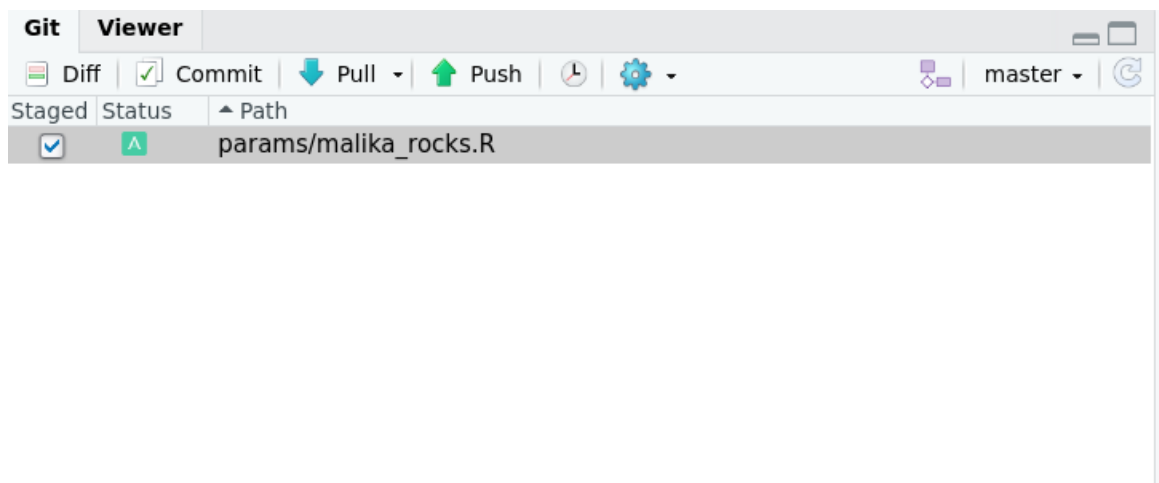 Git Viewer
Diff Commit Pull Push master
Staged Status Path
A params/malika_rocks.R